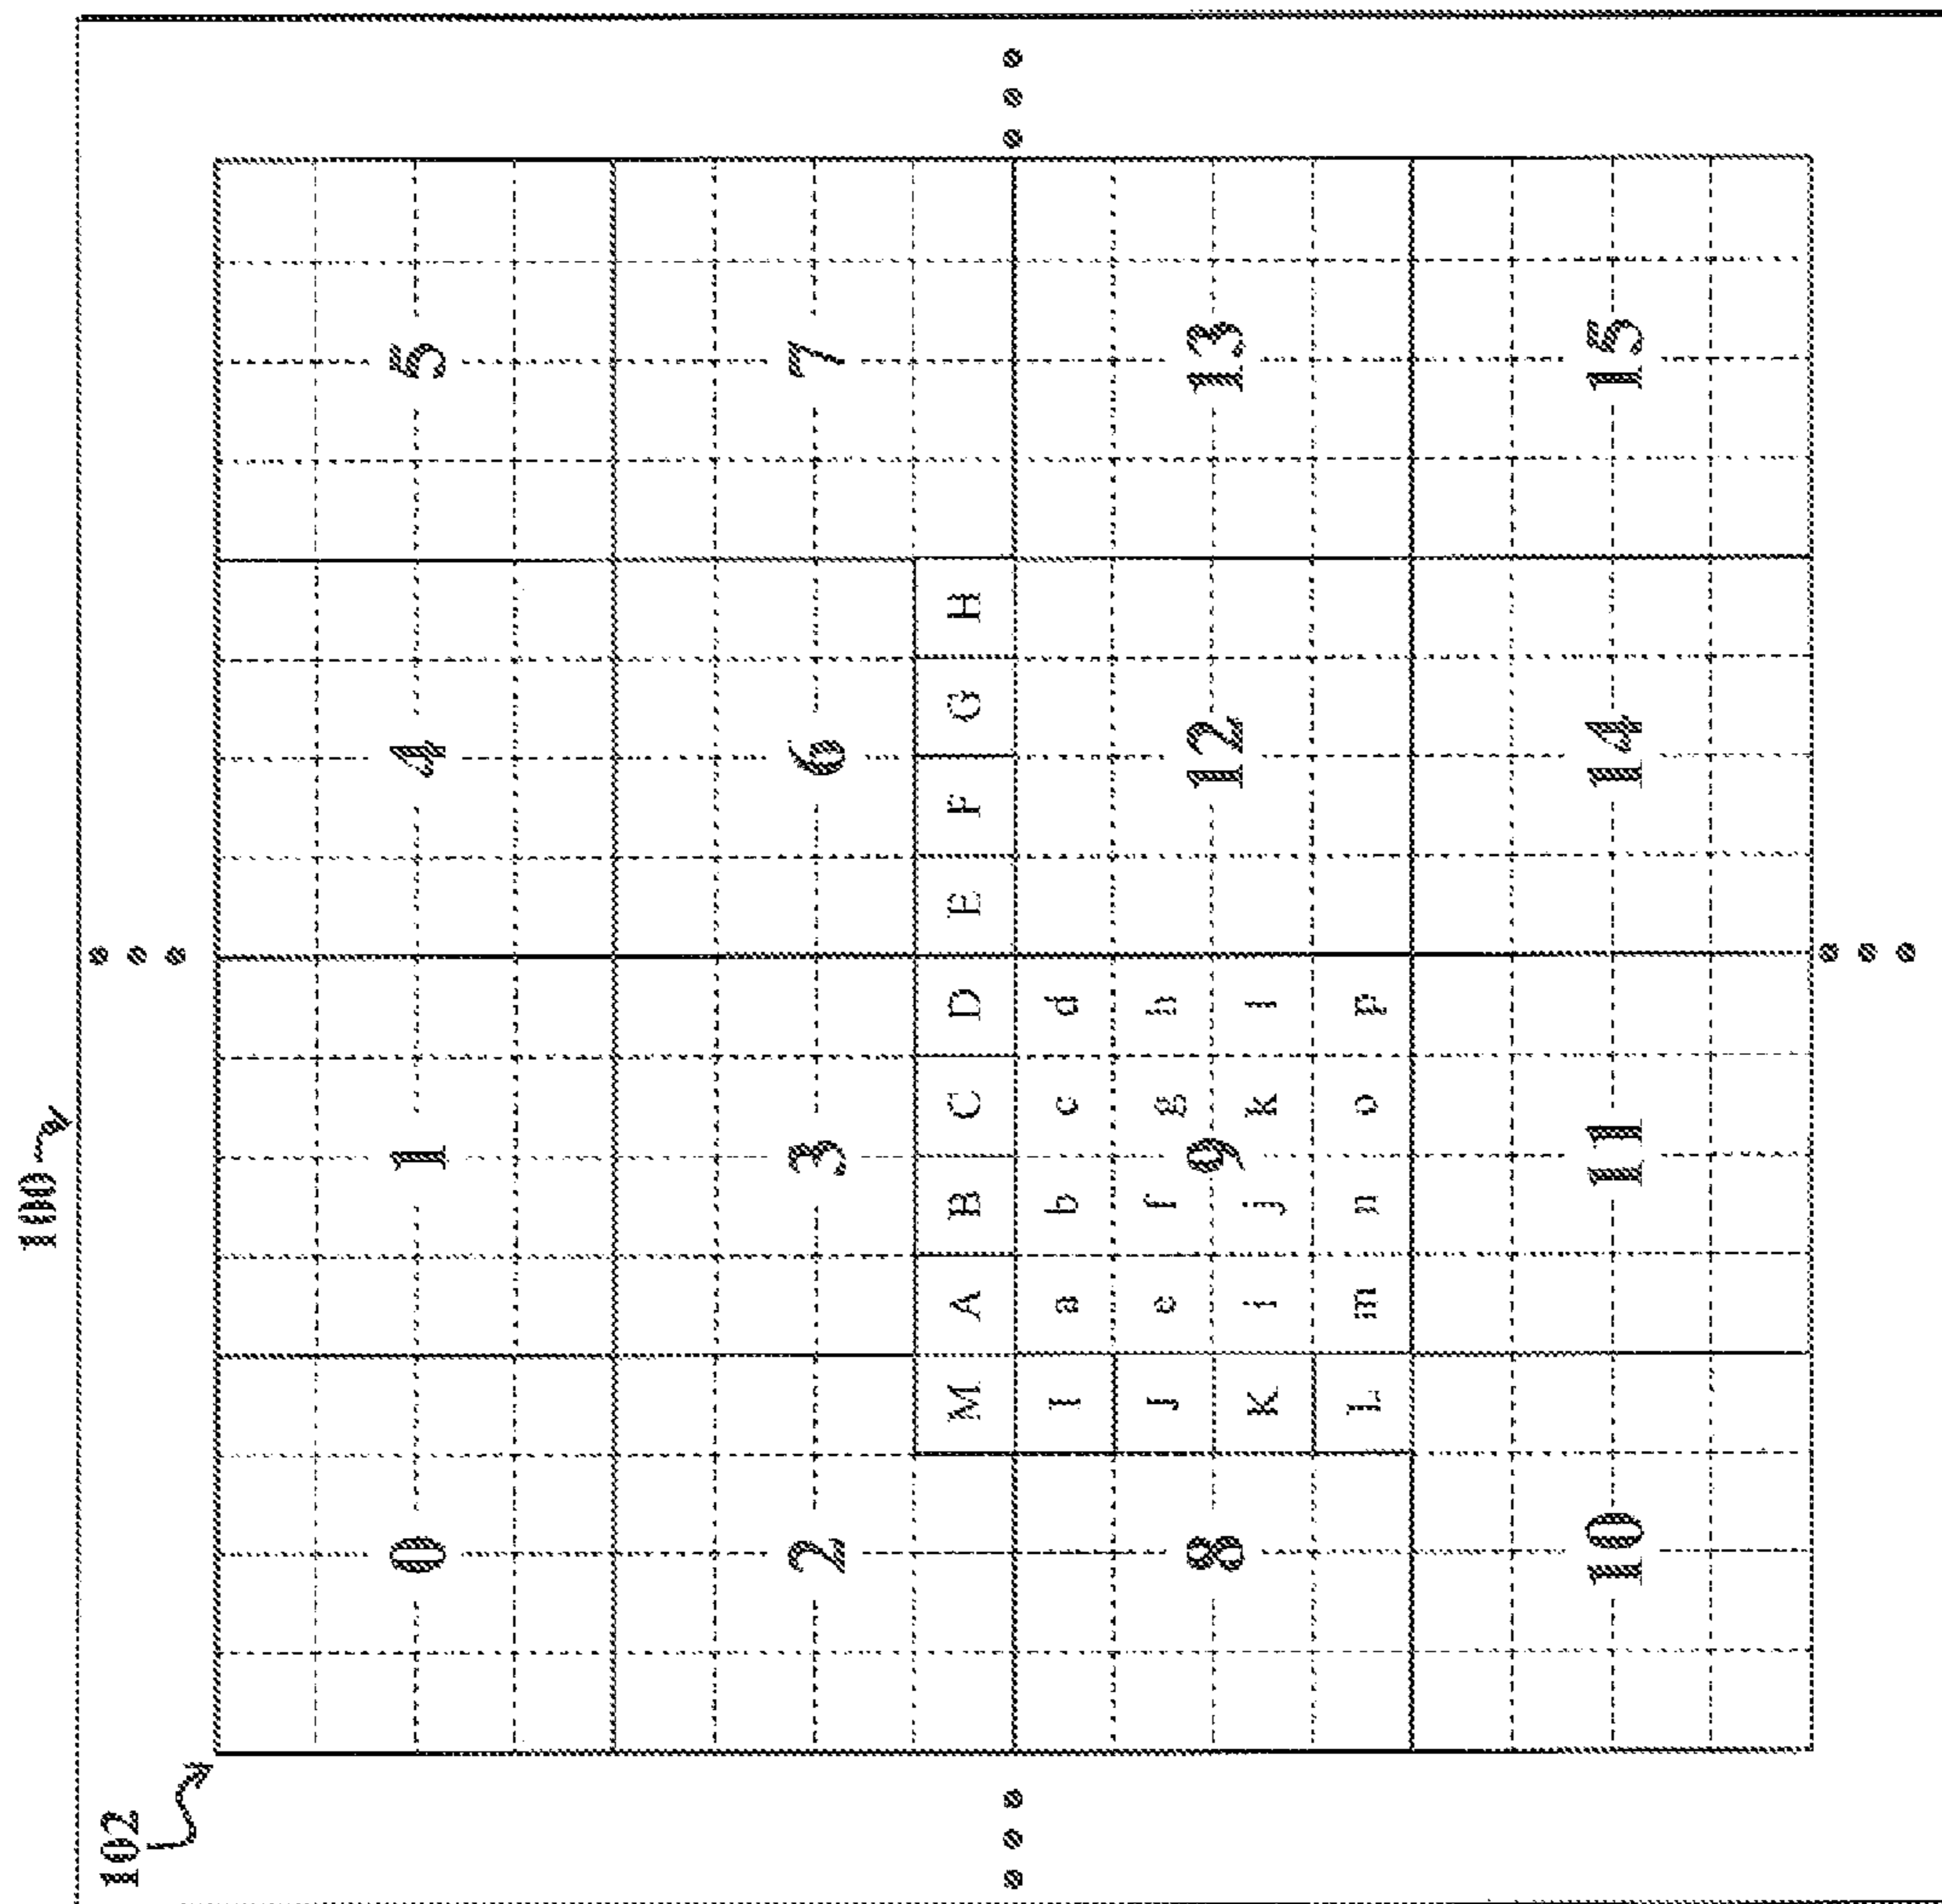 100
102
0 1 4 5
2 3 6 7
M A B C D E F G H
I a b c d
J e f g h
8 9 12 13
K i j k l
L m n o p
10 11 14 15